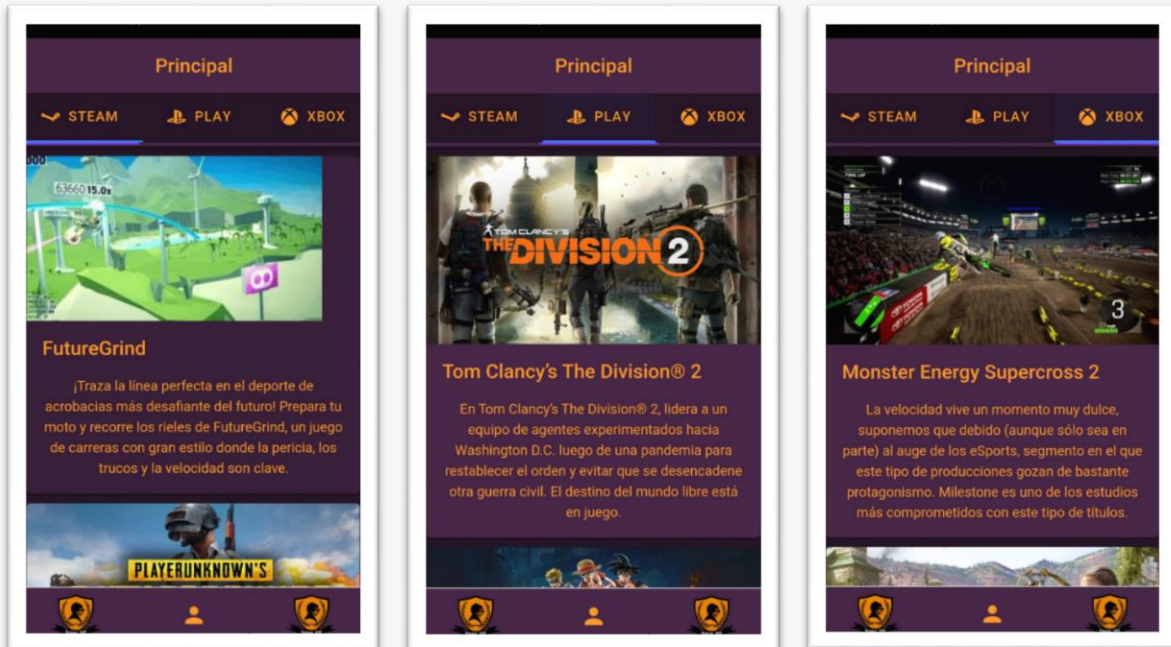 Principal
STEAM PLAY XBOX
000
63660 15.0x
FutureGrind
¡Traza la línea perfecta en el deporte de
acrobacias más desafiante del futuro! Prepara tu
moto y recorre los rieles de FutureGrind, un juego
de carreras con gran estilo donde la pericia, los
trucos y la velocidad son clave.
PLAYERUNKNOWN'S
Principal
STEAM PLAY XBOX
TOM CLANCY'S
THE DIVISION 2
Tom Clancy's The Division® 2
En Tom Clancy's The Division® 2, lidera a un
equipo de agentes experimentados hacia
Washington D.C. luego de una pandemia para
restablecer el orden y evitar que se desencadene
otra guerra civil. El destino del mundo libre está
en juego.
Principal
STEAM PLAY XBOX
3
Monster Energy Supercross 2
La velocidad vive un momento muy dulce,
suponemos que debido (aunque sólo sea en
parte) al auge de los eSports, segmento en el que
este tipo de producciones gozan de bastante
protagonismo. Milestone es uno de los estudios
más comprometidos con este tipo de títulos.